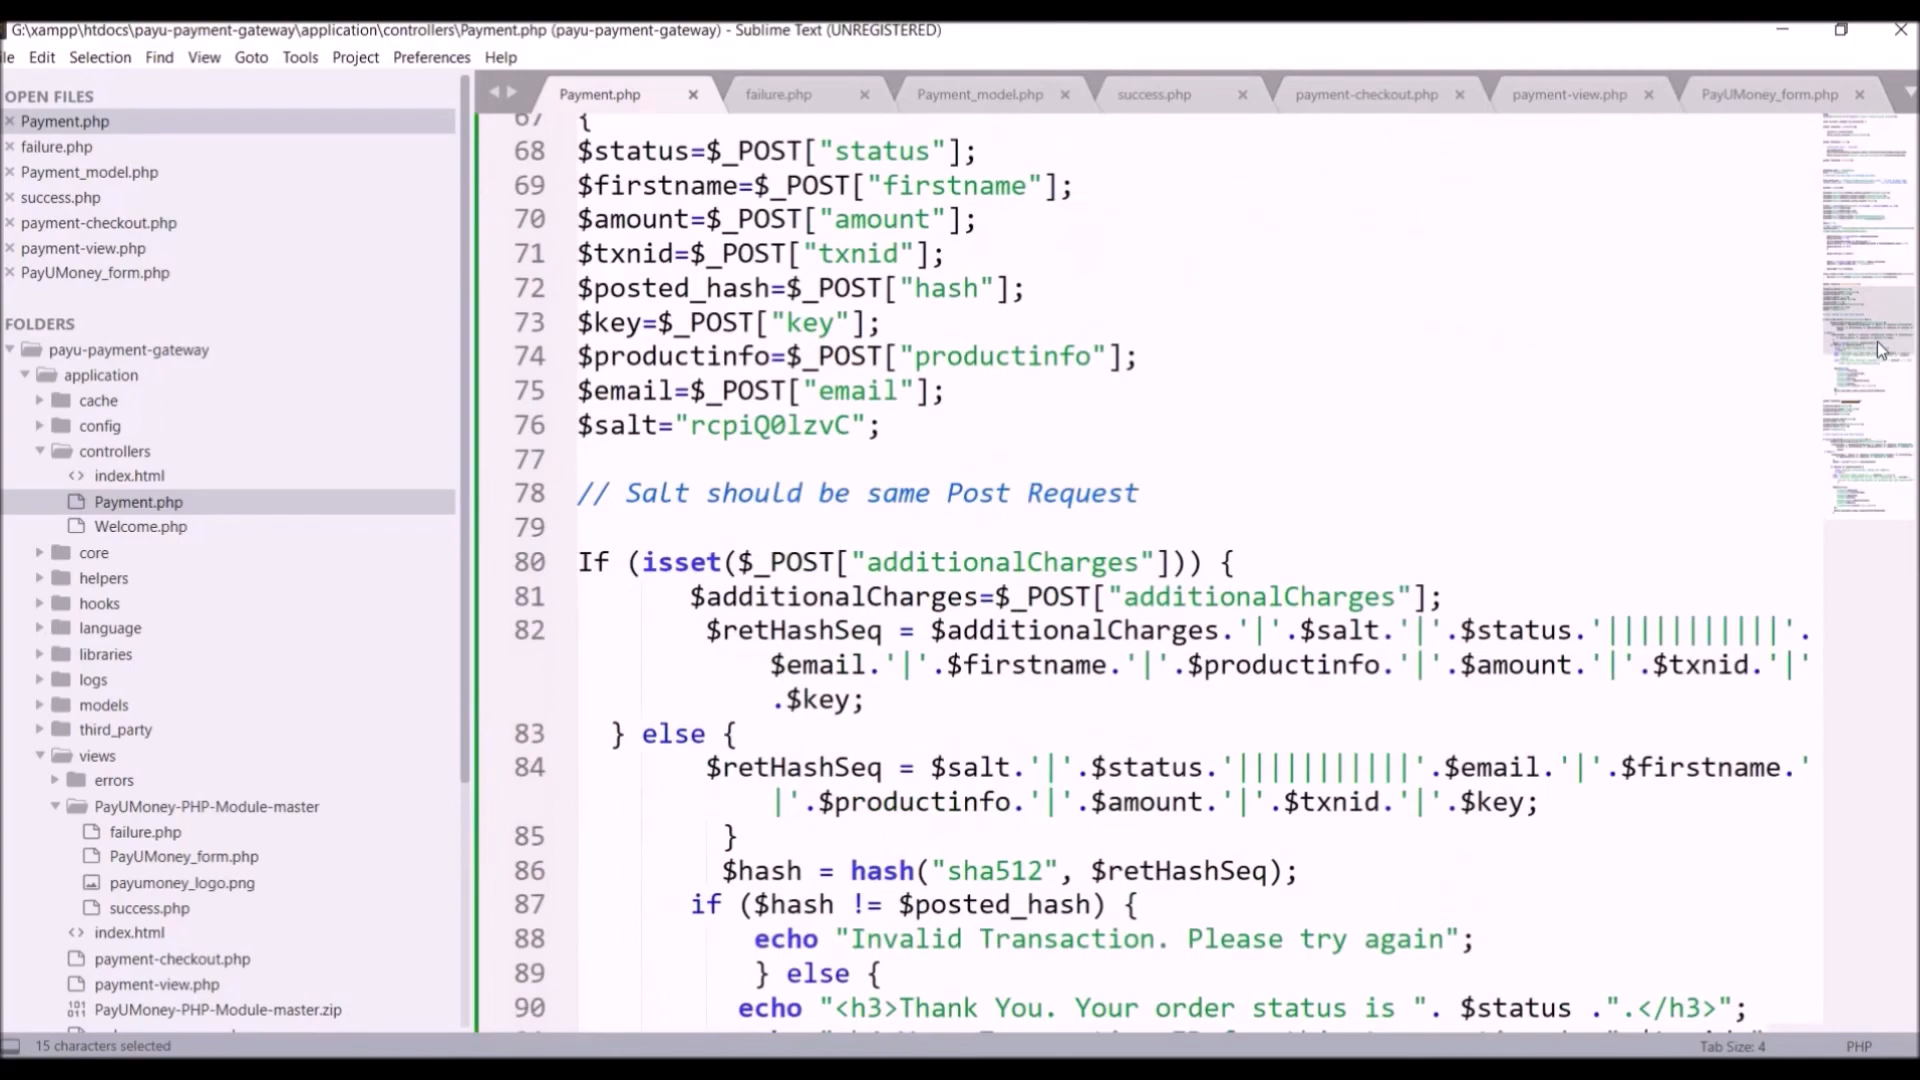 G:\xampp\htdocs\payu-payment-gateway\application\controllers\Payment.php (payu-payment-gateway) - Sublime Text (UNREGISTERED)
ile Edit Selection Find View Goto Tools Project Preferences Help
OPEN FILES
Payment.php
failure.php
Payment_model.php
success.php
payment-checkout.php
payment-view.php
PayUMoney_form.php
FOLDERS
payu-payment-gateway
application
cache
config
controllers
index.html
Payment.php
Welcome.php
core
helpers
hooks
language
libraries
logs
models
third_party
views
errors
PayUMoney-PHP-Module-master
failure.php
PayUMoney_form.php
payumoney_logo.png
success.php
index.html
payment-checkout.php
payment-view.php
PayUMoney-PHP-Module-master.zip
Payment.php failure.php Payment_model.php success.php payment-checkout.php payment-view.php PayUMoney_form.php
67 {
68 $status=$_POST["status"];
69 $firstname=$_POST["firstname"];
70 $amount=$_POST["amount"];
71 $txnid=$_POST["txnid"];
72 $posted_hash=$_POST["hash"];
73 $key=$_POST["key"];
74 $productinfo=$_POST["productinfo"];
75 $email=$_POST["email"];
76 $salt="rcpiQ0lzvC";
77
78 // Salt should be same Post Request
79
80 If (isset($_POST["additionalCharges"])) {
81 $additionalCharges=$_POST["additionalCharges"];
82 $retHashSeq = $additionalCharges.'|'.$salt.'|'.$status.'|||||||||||'.
$email.'|'.$firstname.'|'.$productinfo.'|'.$amount.'|'.$txnid.'|'
.$key;
83 } else {
84 $retHashSeq = $salt.'|'.$status.'|||||||||||'.$email.'|'.$firstname.'
|'.$productinfo.'|'.$amount.'|'.$txnid.'|'.$key;
85 }
86 $hash = hash("sha512", $retHashSeq);
87 if ($hash != $posted_hash) {
88 echo "Invalid Transaction. Please try again";
89 } else {
90 echo "<h3>Thank You. Your order status is ". $status .".</h3>";
15 characters selected
Tab Size: 4 PHP